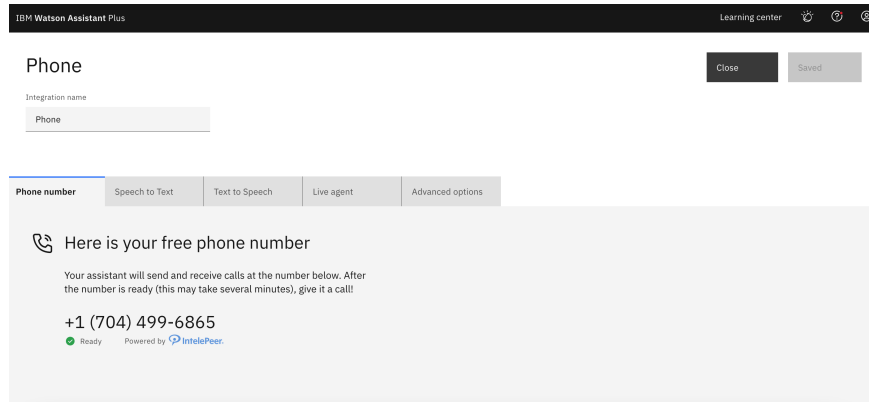 IBM Watson Assistant Plus
Learning center
Phone
Close
Saved
Integration name
Phone
Phone number
Speech to Text
Text to Speech
Live agent
Advanced options
Here is your free phone number
Your assistant will send and receive calls at the number below. After
the number is ready (this may take several minutes), give it a call!
+1 (704) 499-6865
Ready
Powered by IntelePeer.